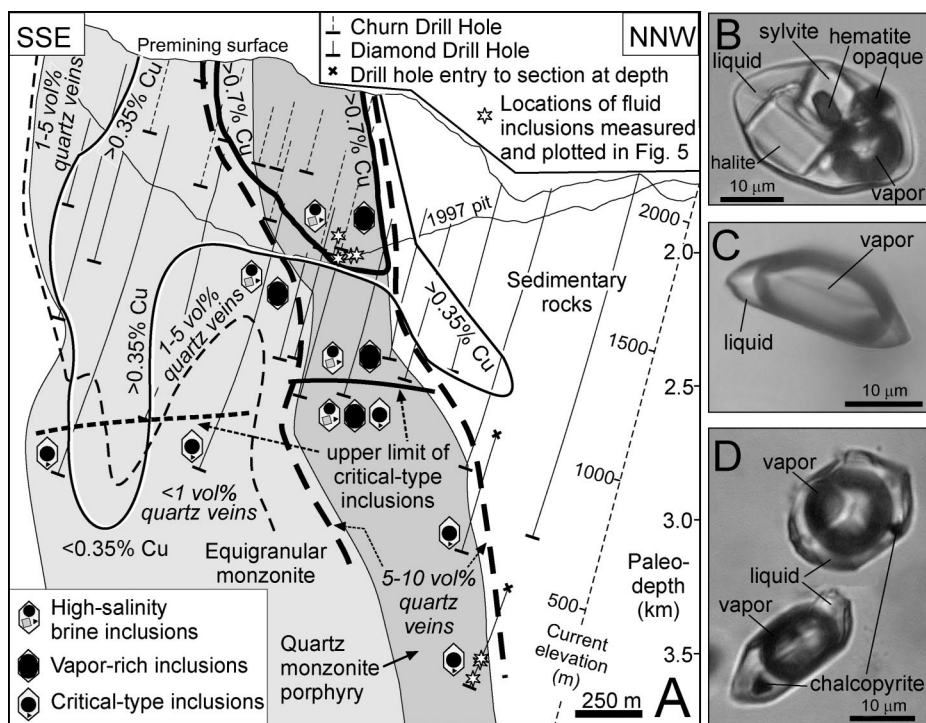 SSE
Premining surface
NNW
Churn Drill Hole
Diamond Drill Hole
Drill hole entry to section at depth
Locations of fluid
inclusions measured
and plotted in Fig. 5
1-5 vol%
quartz veins
>0.35% Cu
>0.7% Cu
>0.7% Cu
1997 pit
2000
2.0
Sedimentary
rocks
>0.35% Cu
>0.35% Cu
1-5 vol%
quartz veins
1500
2.5
upper limit of
critical-type
inclusions
1000
<1 vol%
quartz veins
<0.35% Cu
Equigranular
monzonite
3.0
Paleo-
depth
(km)
5-10 vol%
quartz
veins
500
Current
elevation
(m)
3.5
Quartz
monzonite
porphyry
250 m
A
High-salinity
brine inclusions
Vapor-rich inclusions
Critical-type inclusions
B
sylvite
hematite
liquid
opaque
halite
10 µm
vapor
C
vapor
liquid
10 µm
D
vapor
liquid
vapor
chalcopyrite
10 µm